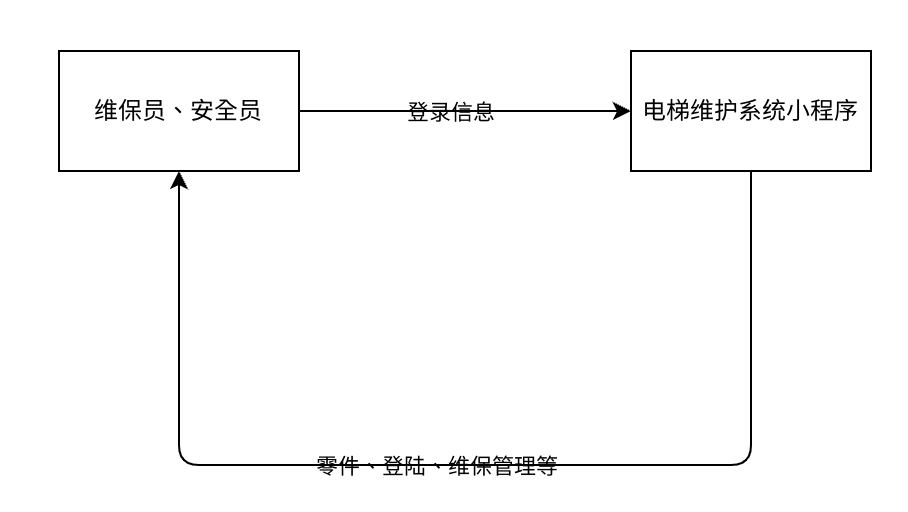 维保员、安全员
登录信息
电梯维护系统小程序
零件、登陆、维保管理等